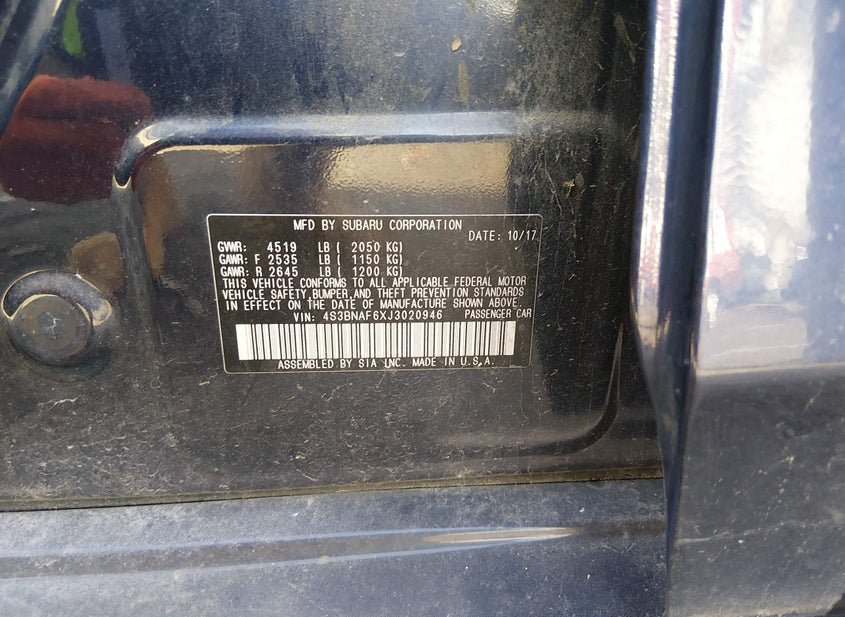 MFD BY SUBARU CORPORATION
DATE: 10/17
GVWR: 4519 LB ( 2050 KG)
GAWR: F 2535 LB ( 1150 KG)
GAWR: R 2645 LB ( 1200 KG)
THIS VEHICLE CONFORMS TO ALL APPLICABLE FEDERAL MOTOR
VEHICLE SAFETY, BUMPER, AND THEFT PREVENTION STANDARDS
IN EFFECT ON THE DATE OF MANUFACTURE SHOWN ABOVE.
VIN: 4S3BNAF6XJ3020946 PASSENGER CAR
ASSEMBLED BY SIA INC. MADE IN U.S.A.